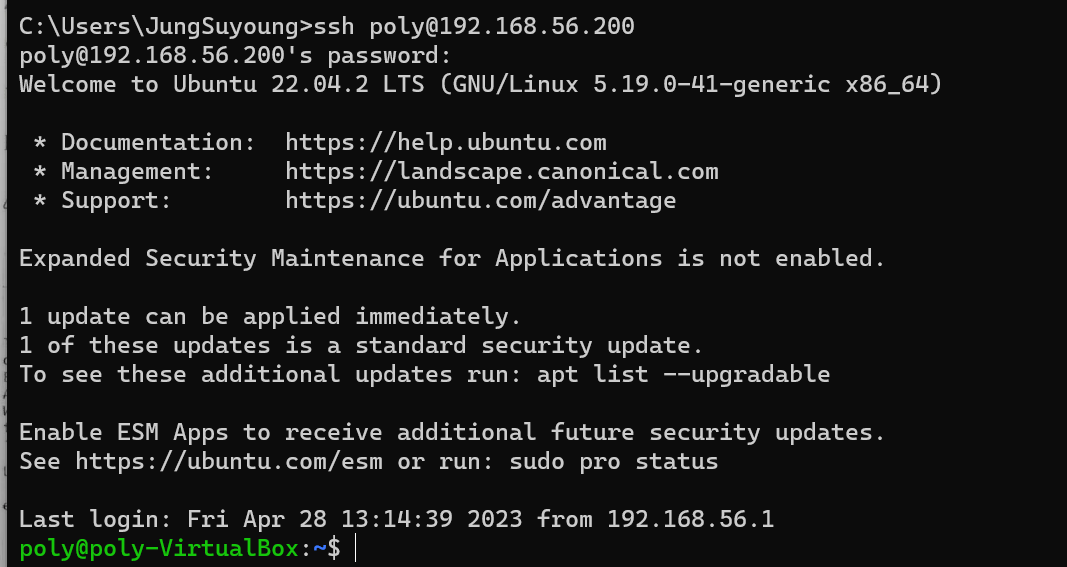 C:\Users\JungSuyoung>ssh poly@192.168.56.200
poly@192.168.56.200's password:
Welcome to Ubuntu 22.04.2 LTS (GNU/Linux 5.19.0-41-generic x86_64)

 * Documentation:  https://help.ubuntu.com
 * Management:     https://landscape.canonical.com
 * Support:        https://ubuntu.com/advantage

Expanded Security Maintenance for Applications is not enabled.

1 update can be applied immediately.
1 of these updates is a standard security update.
To see these additional updates run: apt list --upgradable

Enable ESM Apps to receive additional future security updates.
See https://ubuntu.com/esm or run: sudo pro status

Last login: Fri Apr 28 13:14:39 2023 from 192.168.56.1
poly@poly-VirtualBox:~$